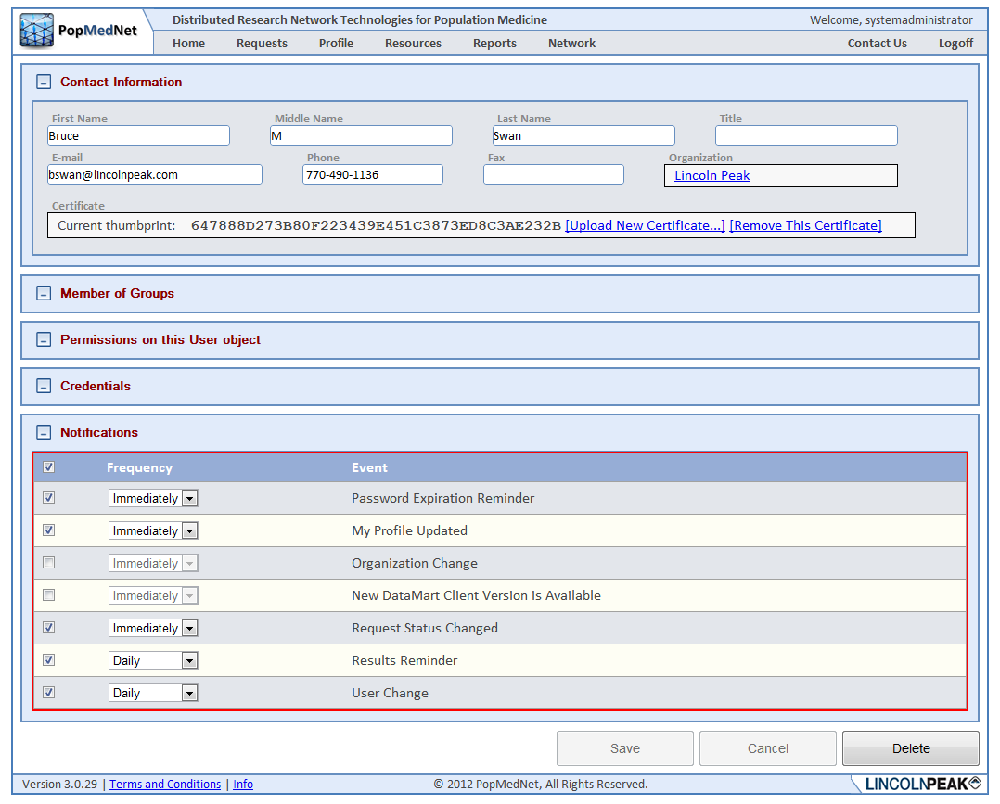 PopMedNet
Distributed Research Network Technologies for Population Medicine
Welcome, systemadministrator
Home Requests Profile Resources Reports Network Contact Us Logoff
Contact Information
First Name Middle Name Last Name Title
Bruce M Swan
E-mail Phone Fax Organization
bswan@lincolnpeak.com 770-490-1136 Lincoln Peak
Certificate
Current thumbprint: 647888D273B80F223439E451C3873ED8C3AE232B [Upload New Certificate...] [Remove This Certificate]
Member of Groups
Permissions on this User object
Credentials
Notifications
Frequency Event
Immediately Password Expiration Reminder
Immediately My Profile Updated
Immediately Organization Change
Immediately New DataMart Client Version is Available
Immediately Request Status Changed
Daily Results Reminder
Daily User Change
Save Cancel Delete
Version 3.0.29 | Terms and Conditions | Info © 2012 PopMedNet, All Rights Reserved. LINCOLNPEAK